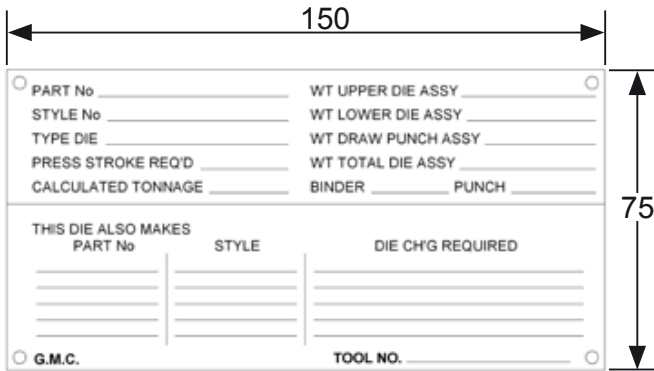 150
PART No
WT UPPER DIE ASSY
STYLE No
WT LOWER DIE ASSY
TYPE DIE
WT DRAW PUNCH ASSY
PRESS STROKE REQ'D
WT TOTAL DIE ASSY
CALCULATED TONNAGE
BINDER PUNCH
75
THIS DIE ALSO MAKES
PART No STYLE DIE CH'G REQUIRED
G.M.C. TOOL NO.